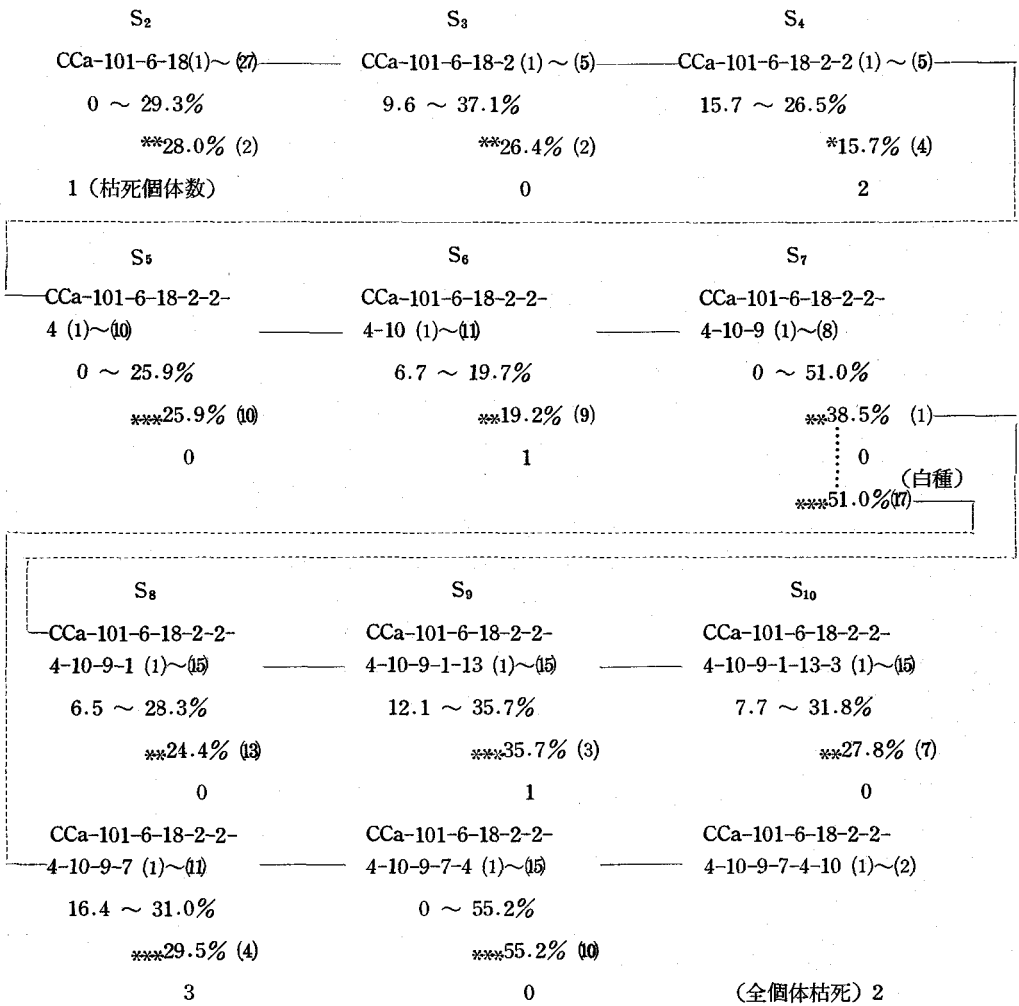 S₂ S₃ S₄
CCa-101-6-18(1)～(27) CCa-101-6-18-2 (1)～(5) CCa-101-6-18-2-2 (1)～(5)
0 ～ 29.3% 9.6 ～ 37.1% 15.7 ～ 26.5%
**28.0% (2) **26.4% (2) *15.7% (4)
1（枯死個体数） 0 2
S₅ S₆ S₇
CCa-101-6-18-2-2- CCa-101-6-18-2-2- CCa-101-6-18-2-2-
4 (1)～(10) 4-10 (1)～(11) 4-10-9 (1)～(8)
0 ～ 25.9% 6.7 ～ 19.7% 0 ～ 51.0%
***25.9% (10) **19.2% (9) **38.5% (1)
0 1 0
（白種）
***51.0%(17)
S₈ S₉ S₁₀
CCa-101-6-18-2-2- CCa-101-6-18-2-2- CCa-101-6-18-2-2-
4-10-9-1 (1)～(15) 4-10-9-1-13 (1)～(15) 4-10-9-1-13-3 (1)～(15)
6.5 ～ 28.3% 12.1 ～ 35.7% 7.7 ～ 31.8%
**24.4% (13) ***35.7% (3) **27.8% (7)
0 1 0
CCa-101-6-18-2-2- CCa-101-6-18-2-2- CCa-101-6-18-2-2-
4-10-9-7 (1)～(11) 4-10-9-7-4 (1)～(15) 4-10-9-7-4-10 (1)～(2)
16.4 ～ 31.0% 0 ～ 55.2%
***29.5% (4) ***55.2% (10)
3 0 （全個体枯死）2